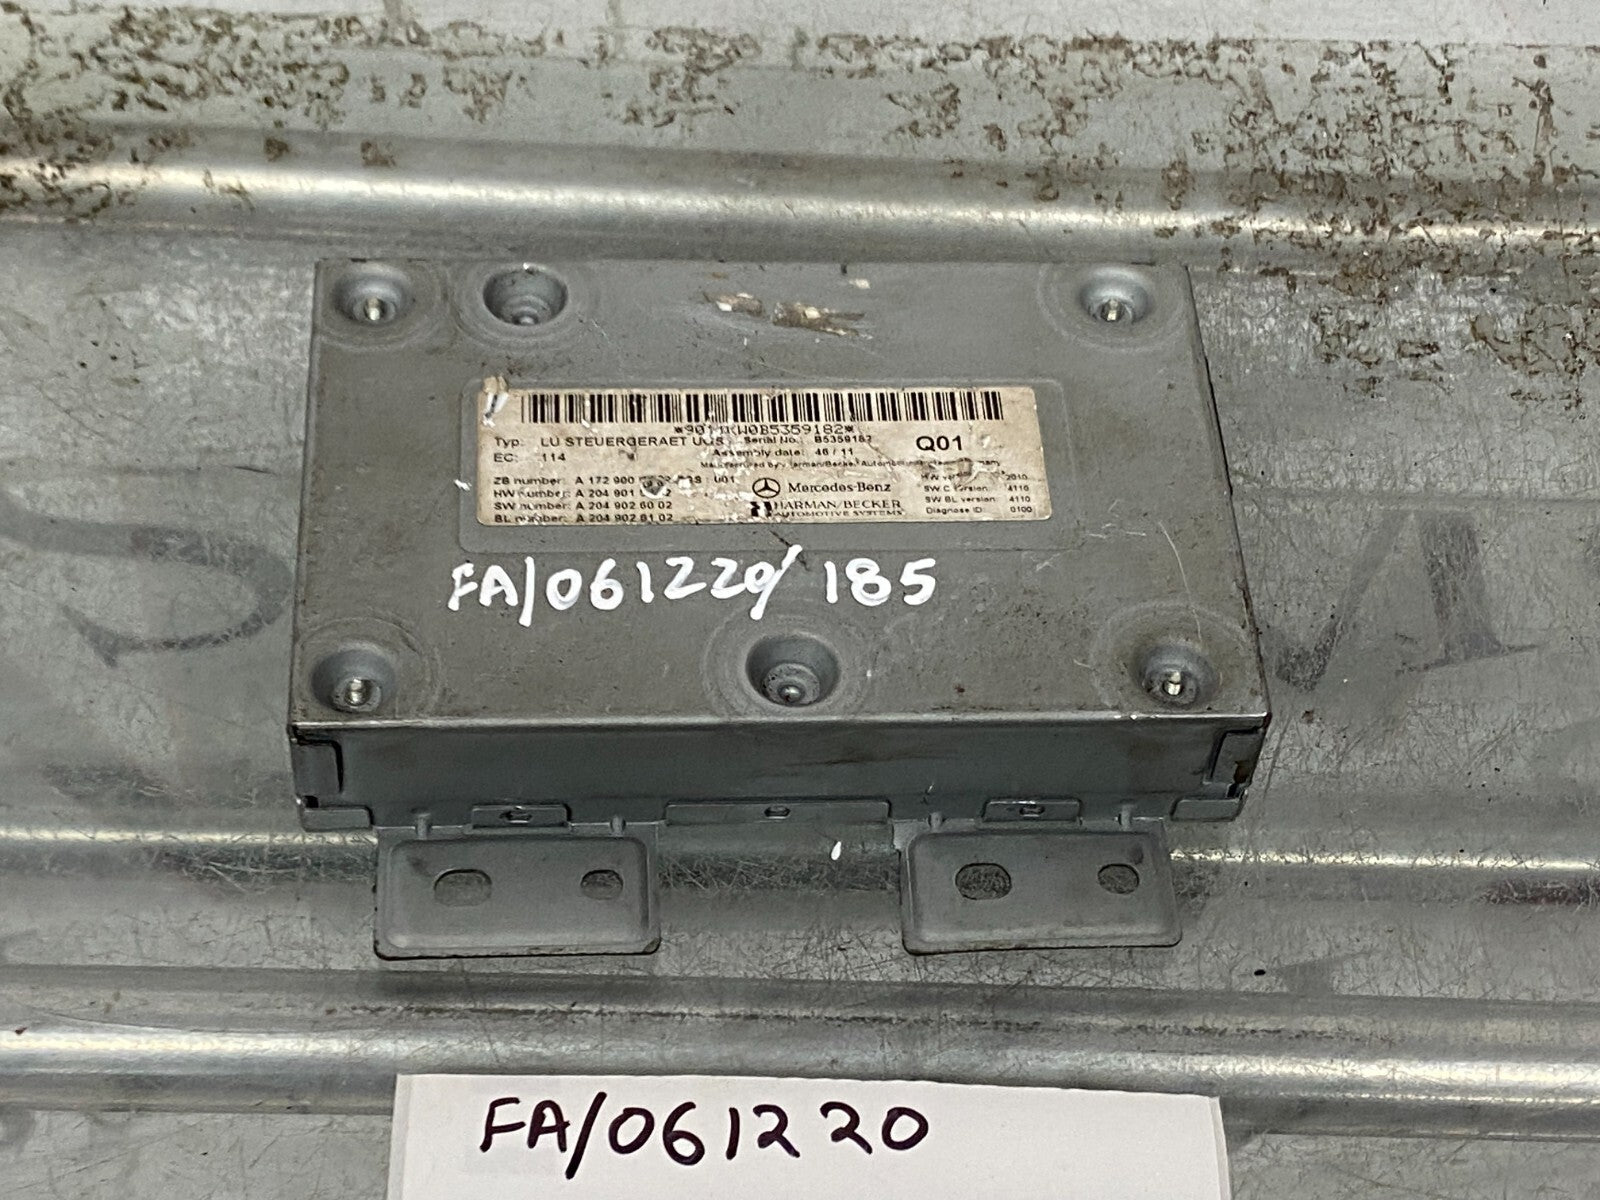 Typ: LU STEUERGERAET Serial No.: B5359182 Q01
EC: 114 Assembly date: 46/11
ZB number: A 172 900 U01 2010
HW number: A 204 901 Mercedes-Benz SW version: 4110
SW number: A 204 902 60 02 HARMAN/BECKER SW BL version: 4110
BL number: A 204 902 61 02 AUTOMOTIVE SYSTEMS Diagnose ID: 0100
FA/061220/185
FA/061220